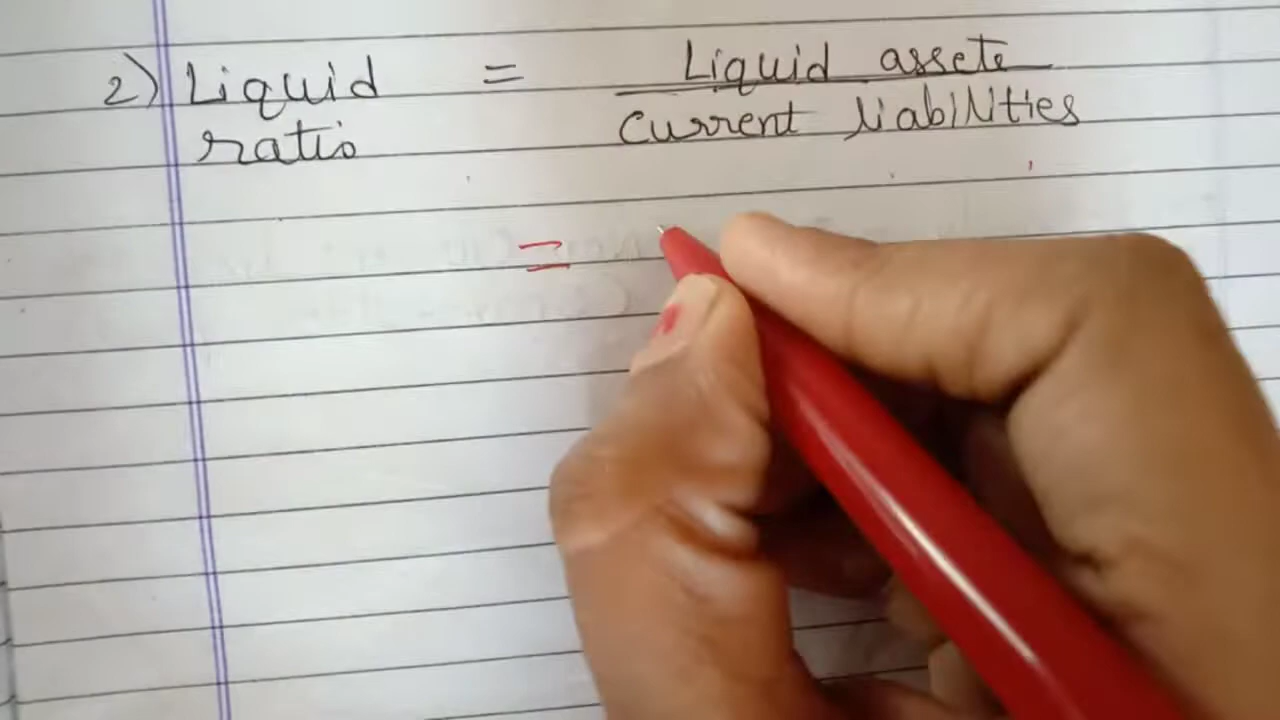 2) Liquid = Liquid assets
ratio current liabilities
=